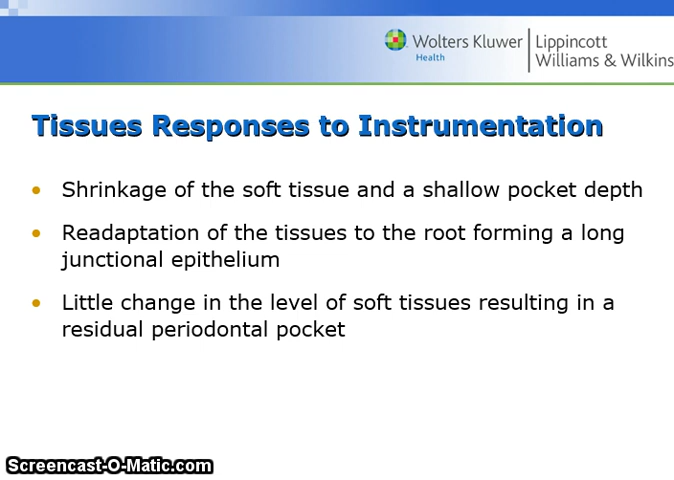 Wolters Kluwer
Health
Lippincott
Williams & Wilkins
Tissues Responses to Instrumentation
• Shrinkage of the soft tissue and a shallow pocket depth
• Readaptation of the tissues to the root forming a long
junctional epithelium
• Little change in the level of soft tissues resulting in a
residual periodontal pocket
Screencast-O-Matic.com